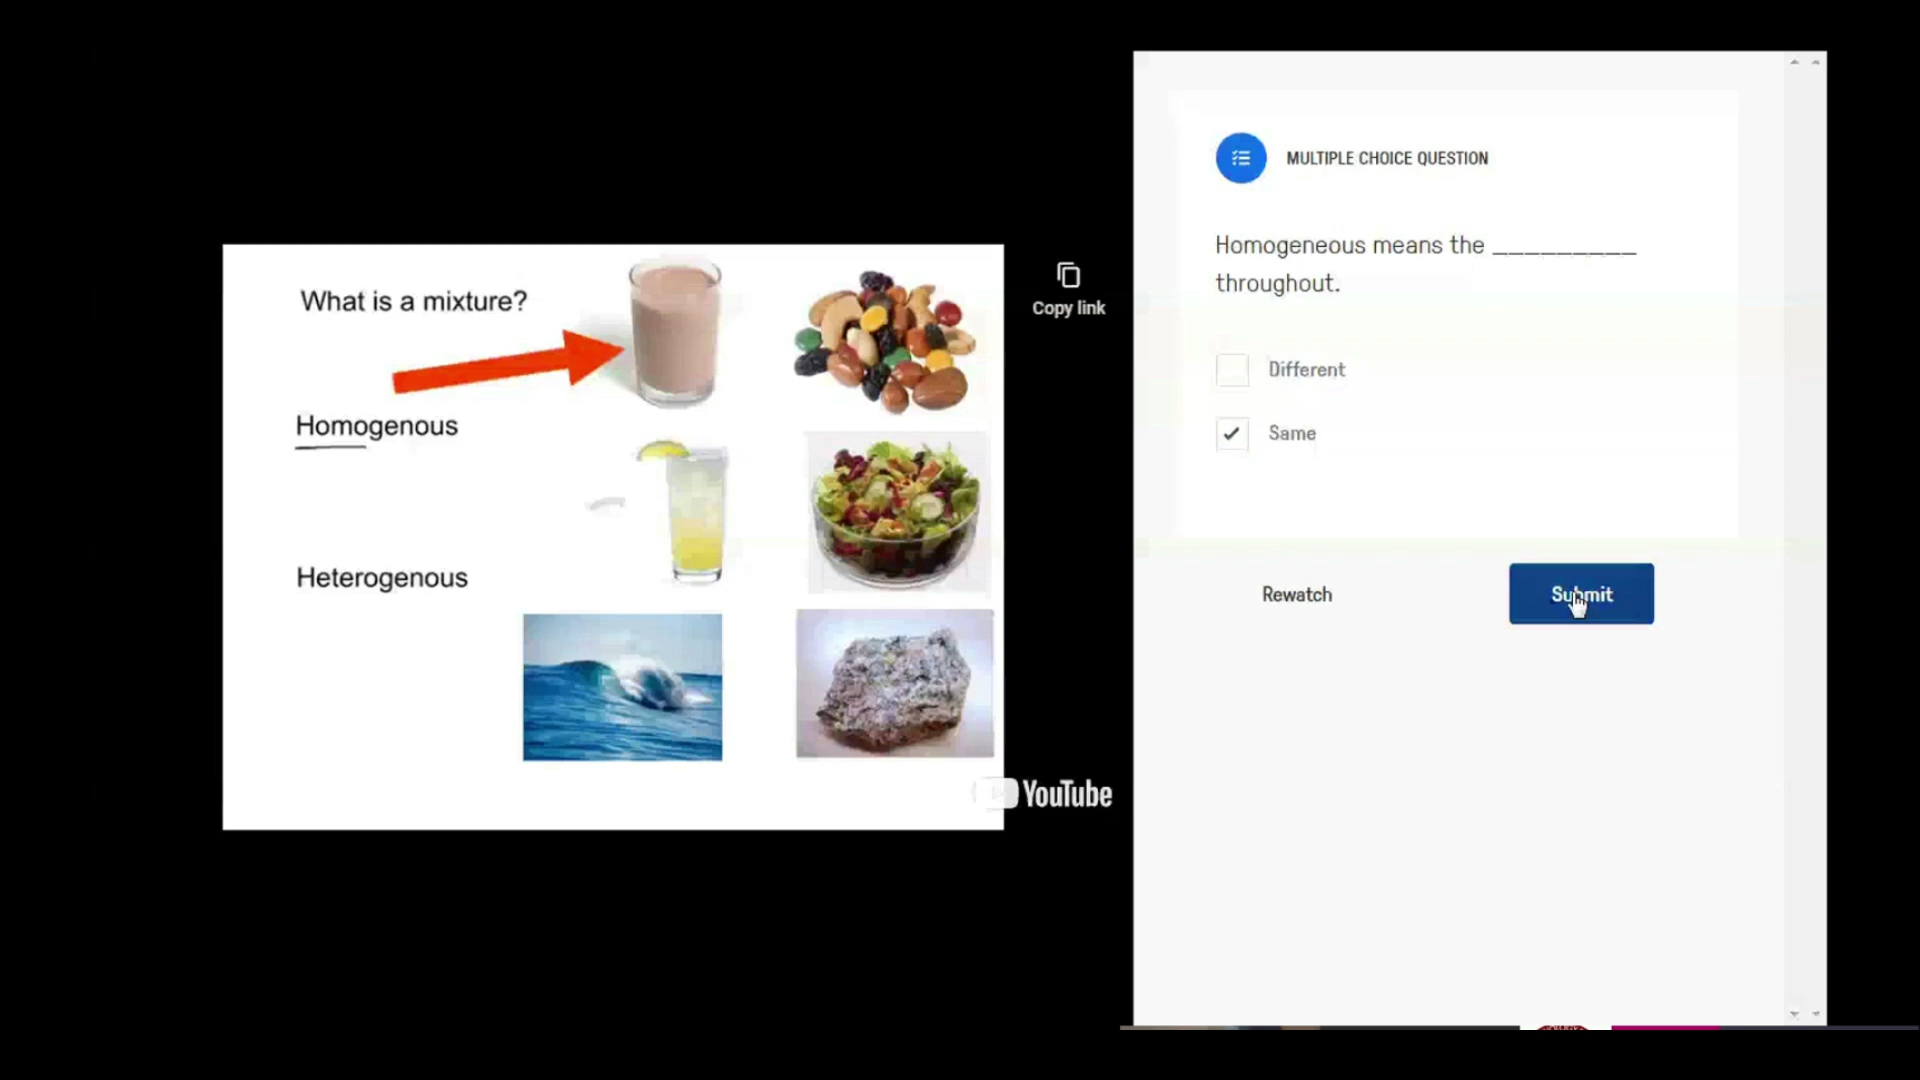 What is a mixture?
Homogenous
Heterogenous
Copy link
YouTube
MULTIPLE CHOICE QUESTION
Homogeneous means the _________
throughout.
Different
Same
Rewatch
Submit